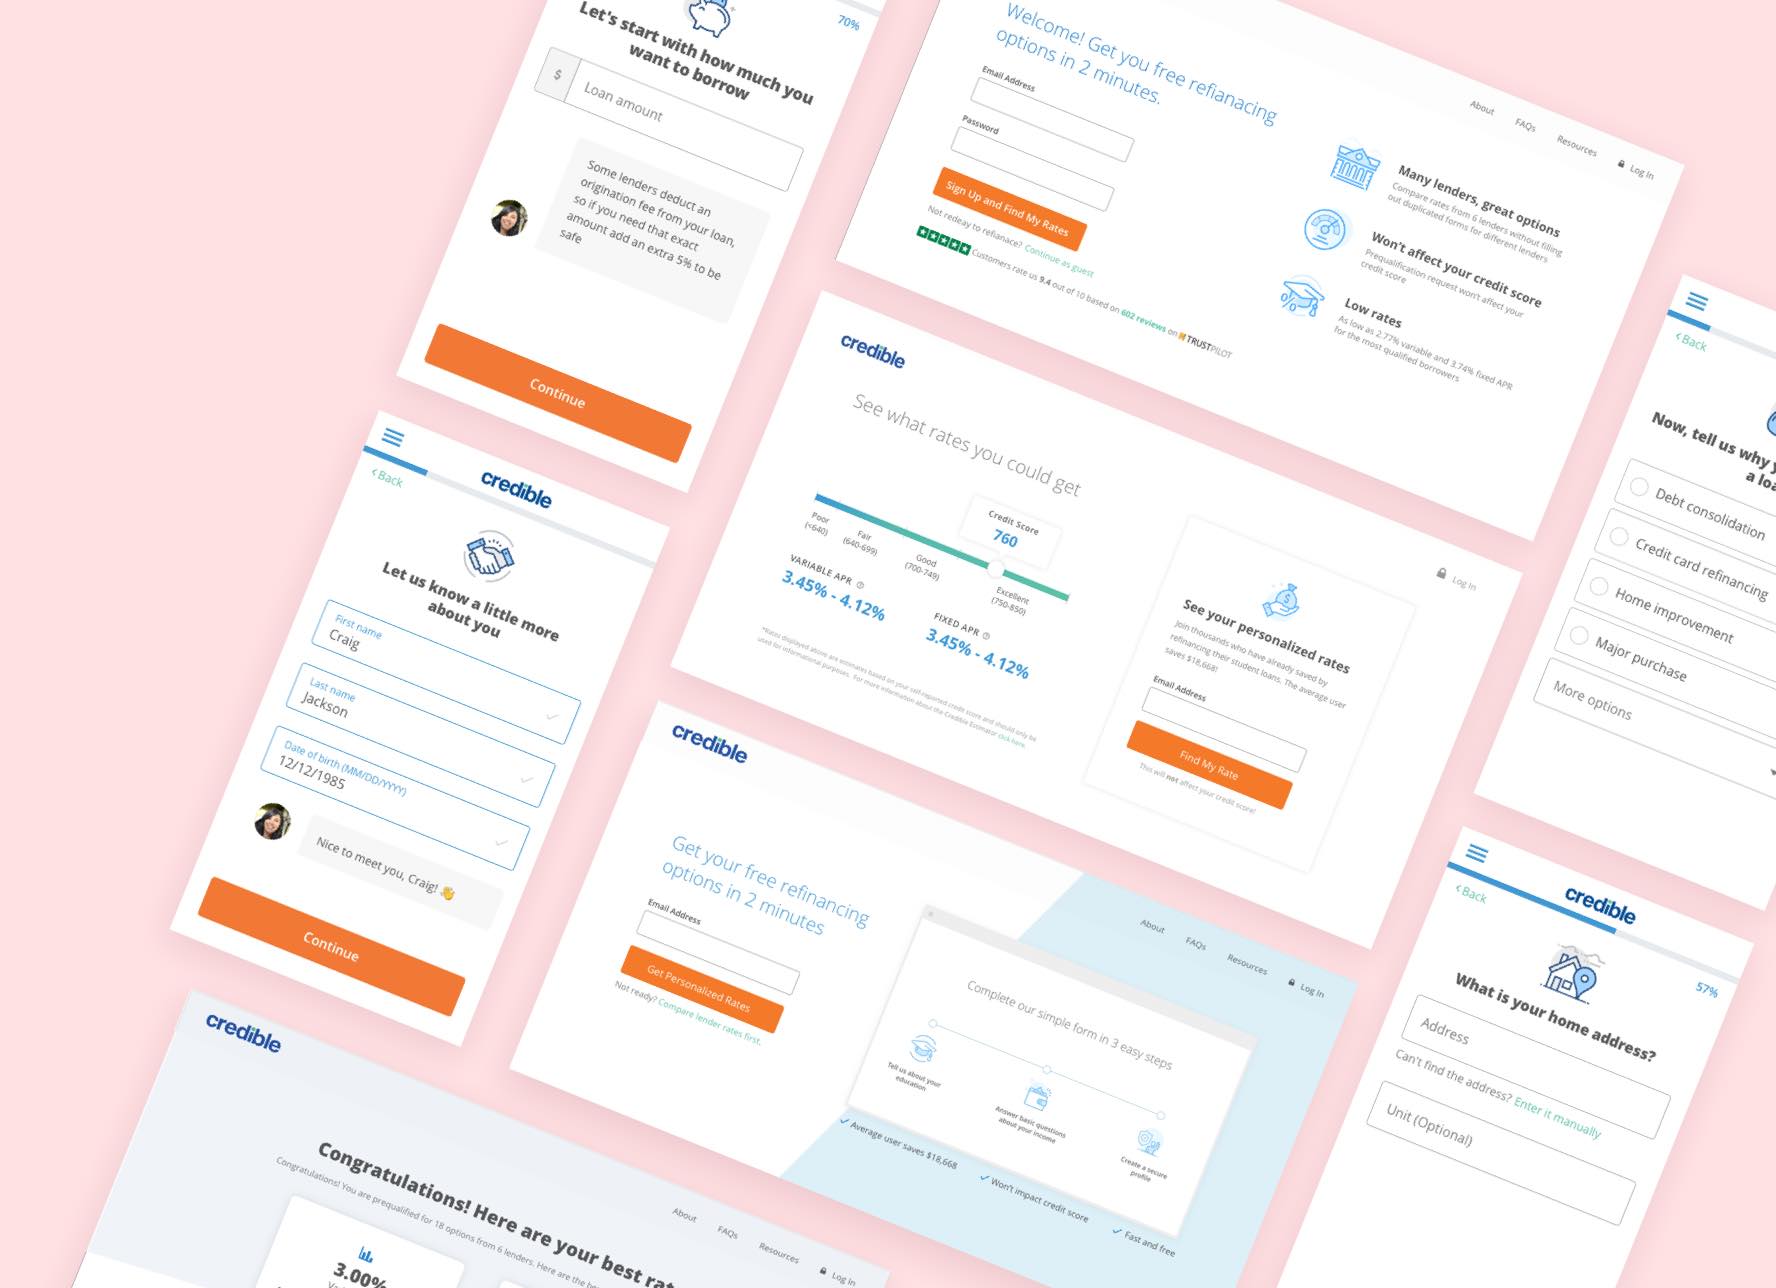 70%
Let's start with how much you
want to borrow
$
Loan amount
Some lenders deduct an
origination fee from your loan,
so if you need that exact
amount add an extra 5% to be
safe
Continue
Welcome! Get you free refianacing
options in 2 minutes.
Email Address
Password
Sign Up and Find My Rates
Not redeay to refianace? Continue as guest
Customers rate us 9.4 out of 10 based on 602 reviews on TRUSTPILOT
About
FAQs
Resources
Log In
Many lenders, great options
Compare rates from 6 lenders without filling
out duplicated forms for different lenders
Won't affect your credit score
Prequalification request won't affect your
credit score
Low rates
As low as 2.77% variable and 3.74% fixed APR
for the most qualified borrowers
credible
See what rates you could get
Credit Score
760
Poor
(<640)
Fair
(640-699)
Good
(700-749)
Excellent
(750-850)
VARIABLE APR
3.45% - 4.12%
FIXED APR
3.45% - 4.12%
*Rates displayed above are estimates based on your self-reported credit score and should only be
used for informational purposes. For more information about the Credible Estimator click here.
Log In
See your personalized rates
Join thousands who have already saved by
refinancing their student loans. The average user
saves $18,668!
Email Address
Find My Rate
This will not affect your credit score!
Back
Now, tell us why
a
Debt consolidation
Credit card refinancing
Home improvement
Major purchase
More options
Back
credible
Let us know a little more
about you
First name
Craig
Last name
Jackson
Date of birth (MM/DD/YYYY)
12/12/1985
Nice to meet you, Craig! 👋
Continue
credible
Get your free refinancing
options in 2 minutes
Email Address
Get Personalized Rates
Not ready? Compare lender rates first.
About
FAQs
Resources
Log In
Complete our simple form in 3 easy steps
Tell us about your
education
Answer basic questions
about your income
Create a secure
profile
Average user saves $18,668
Won't impact credit score
Fast and free
Back
credible
57%
What is your home address?
Address
Can't find the address? Enter it manually
Unit (Optional)
credible
About
FAQs
Resources
Log In
Congratulations! Here are your best
Congratulations! You are prequalified for 18 options from 6 lenders. Here are the
3.00%